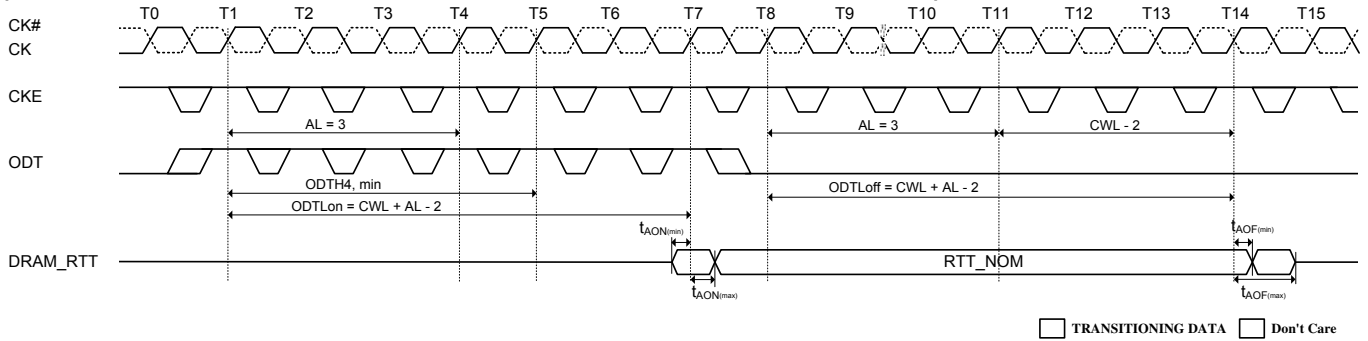 T0 T1 T2 T3 T4 T5 T6 T7 T8 T9 T10 T11 T12 T13 T14 T15
CK#
CK
CKE
AL = 3 AL = 3 CWL - 2
ODT
ODTH4, min ODTLoff = CWL + AL - 2
ODTLon = CWL + AL - 2
tAON(min) tAOF(min)
DRAM_RTT RTT_NOM
tAON(max) tAOF(max)
TRANSITIONING DATA Don't Care